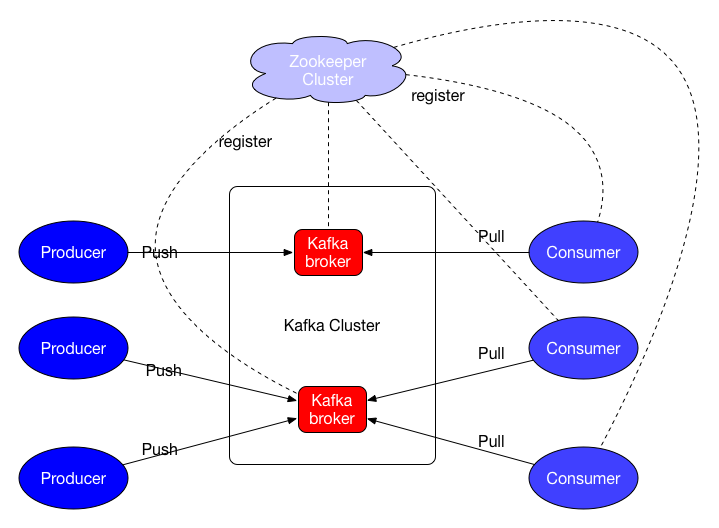 Zookeeper
Cluster
register
register
Producer
Push
Kafka
broker
Pull
Consumer
Kafka Cluster
Producer
Push
Pull
Consumer
Kafka
broker
Producer
Push
Pull
Consumer